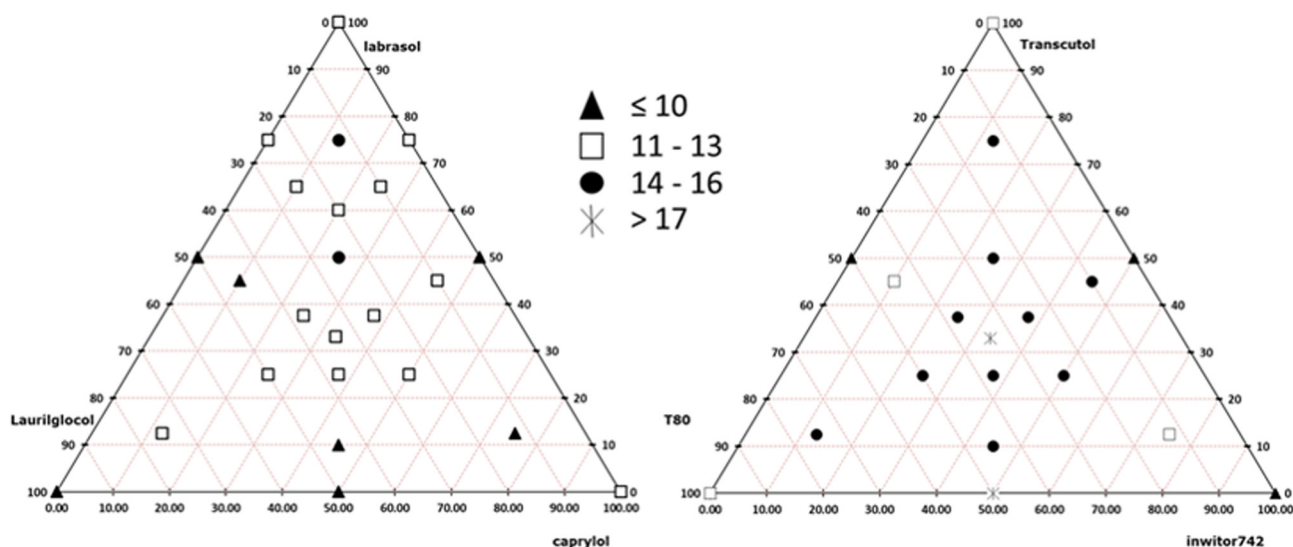 0 100 0 100
labrasol Transcutol
10 90 10 90
≤ 10
20 80 20 80
11 - 13
30 70 30 70
14 - 16
40 60 40 60
> 17
50 50 50 50
60 40 60 40
70 30 70 30
80 20 80 20
Laurilglocol T80
90 10 90 10
100 0 100 0
0.00 10.00 20.00 30.00 40.00 50.00 60.00 70.00 80.00 90.00 100.00 0.00 10.00 20.00 30.00 40.00 50.00 60.00 70.00 80.00 90.00 100.00
caprylol inwitor742